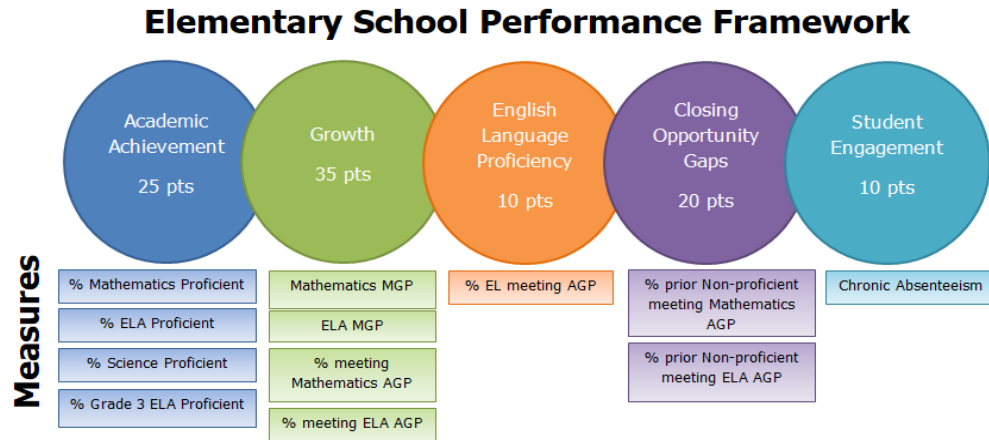 Elementary School Performance Framework
Academic
Achievement
25 pts
Growth
35 pts
English
Language
Proficiency
10 pts
Closing
Opportunity
Gaps
20 pts
Student
Engagement
10 pts
Measures
% Mathematics Proficient
% ELA Proficient
% Science Proficient
% Grade 3 ELA Proficient
Mathematics MGP
ELA MGP
% meeting
Mathematics AGP
% meeting ELA AGP
% EL meeting AGP
% prior Non-proficient
meeting Mathematics
AGP
% prior Non-proficient
meeting ELA AGP
Chronic Absenteeism